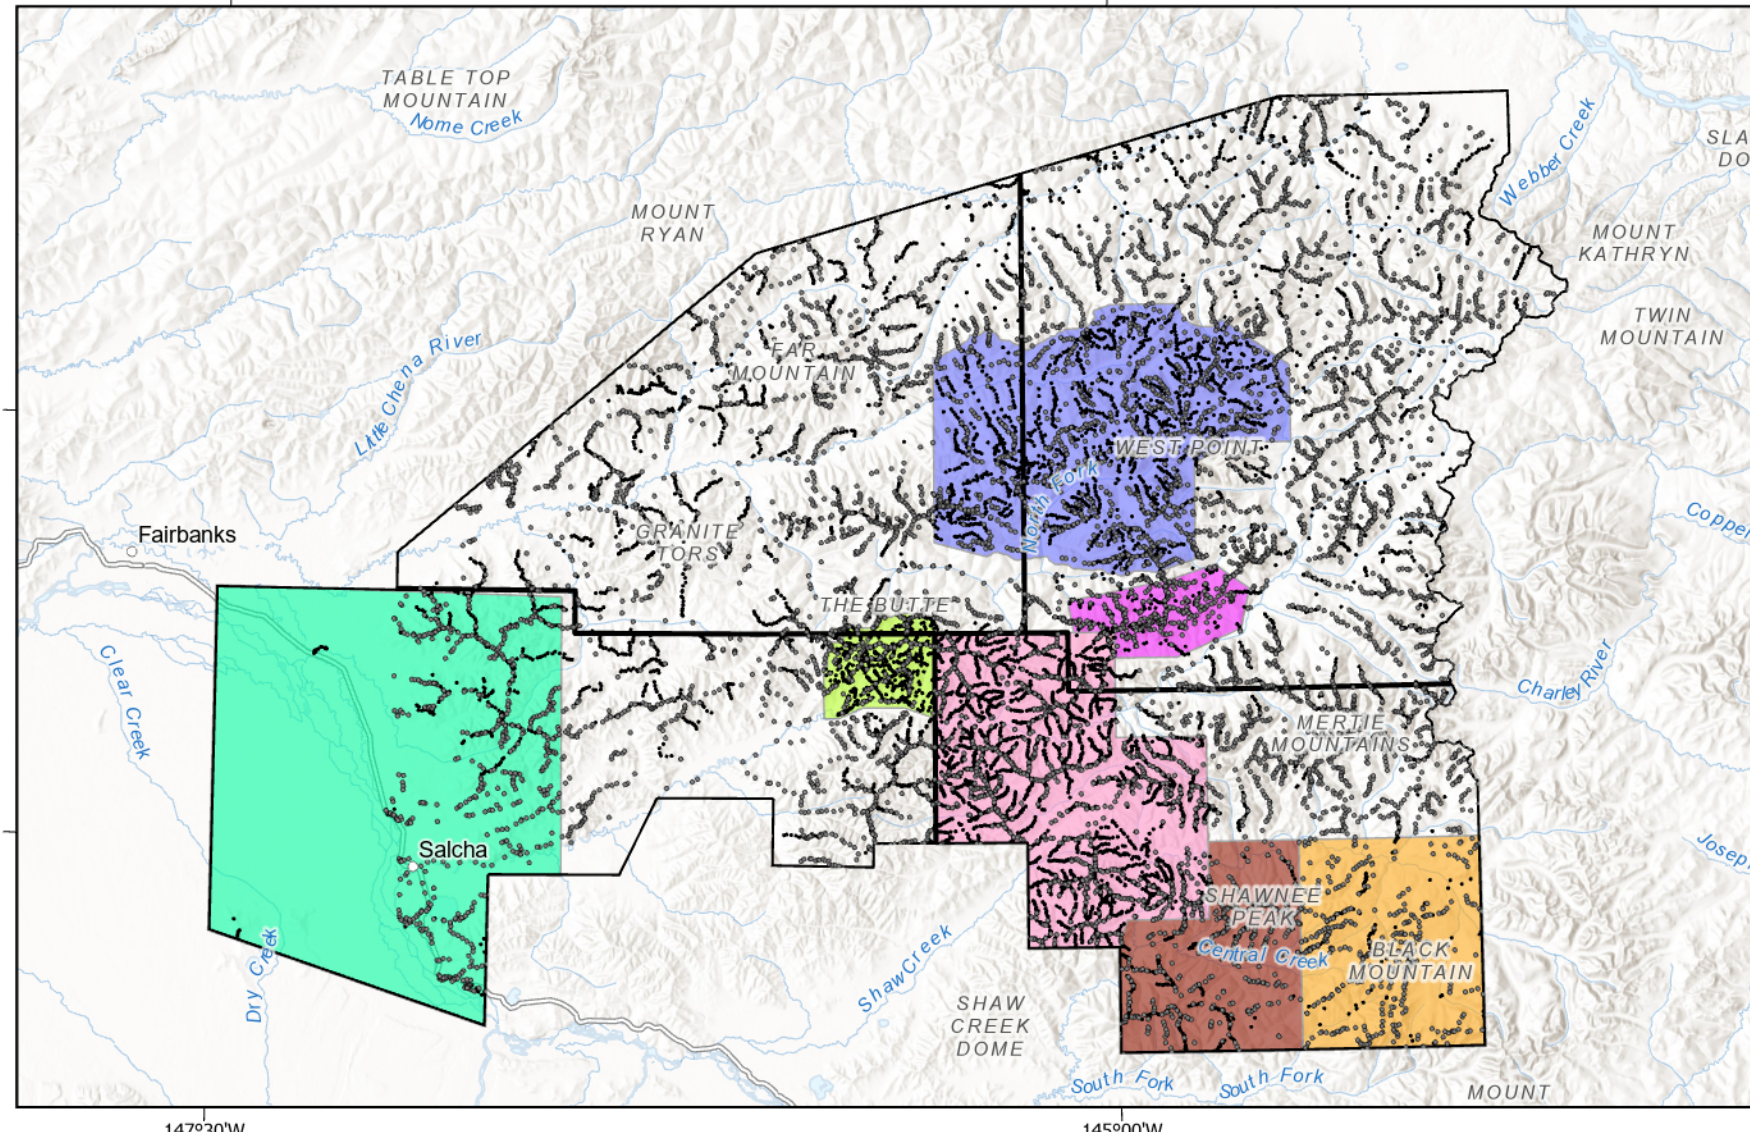 TABLE TOP
MOUNTAIN
Nome Creek
Webber Creek
SLA
DO
MOUNT
RYAN
MOUNT
KATHRYN
TWIN
MOUNTAIN
Little Chena River
FAR
MOUNTAIN
WEST POINT
North Fork
Copper
Fairbanks
GRANITE
TORS
THE BUTTE
Clear Creek
Charley River
MERTIE
MOUNTAINS
Salcha
Joseph
SHAWNEE
PEAK
Central Creek
BLACK
MOUNTAIN
Dry Creek
Shaw Creek
SHAW
CREEK
DOME
South Fork
South Fork
MOUNT
147°30'W
145°00'W